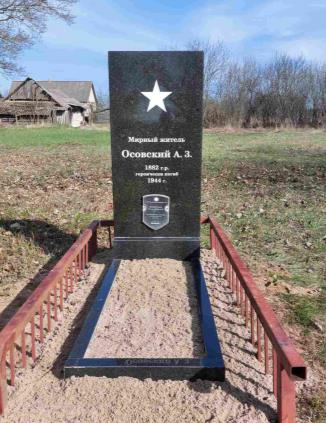 Мирный житель
Осовский А. З.
1882 г.р.
героически погиб
1944 г.